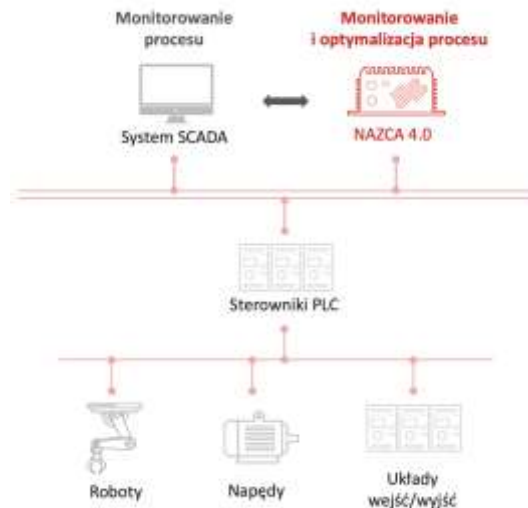 Monitorowanie
procesu
Monitorowanie
i optymalizacja procesu
System SCADA
NAZCA 4.0
Sterowniki PLC
Roboty
Napędy
Układy
wejść/wyjść